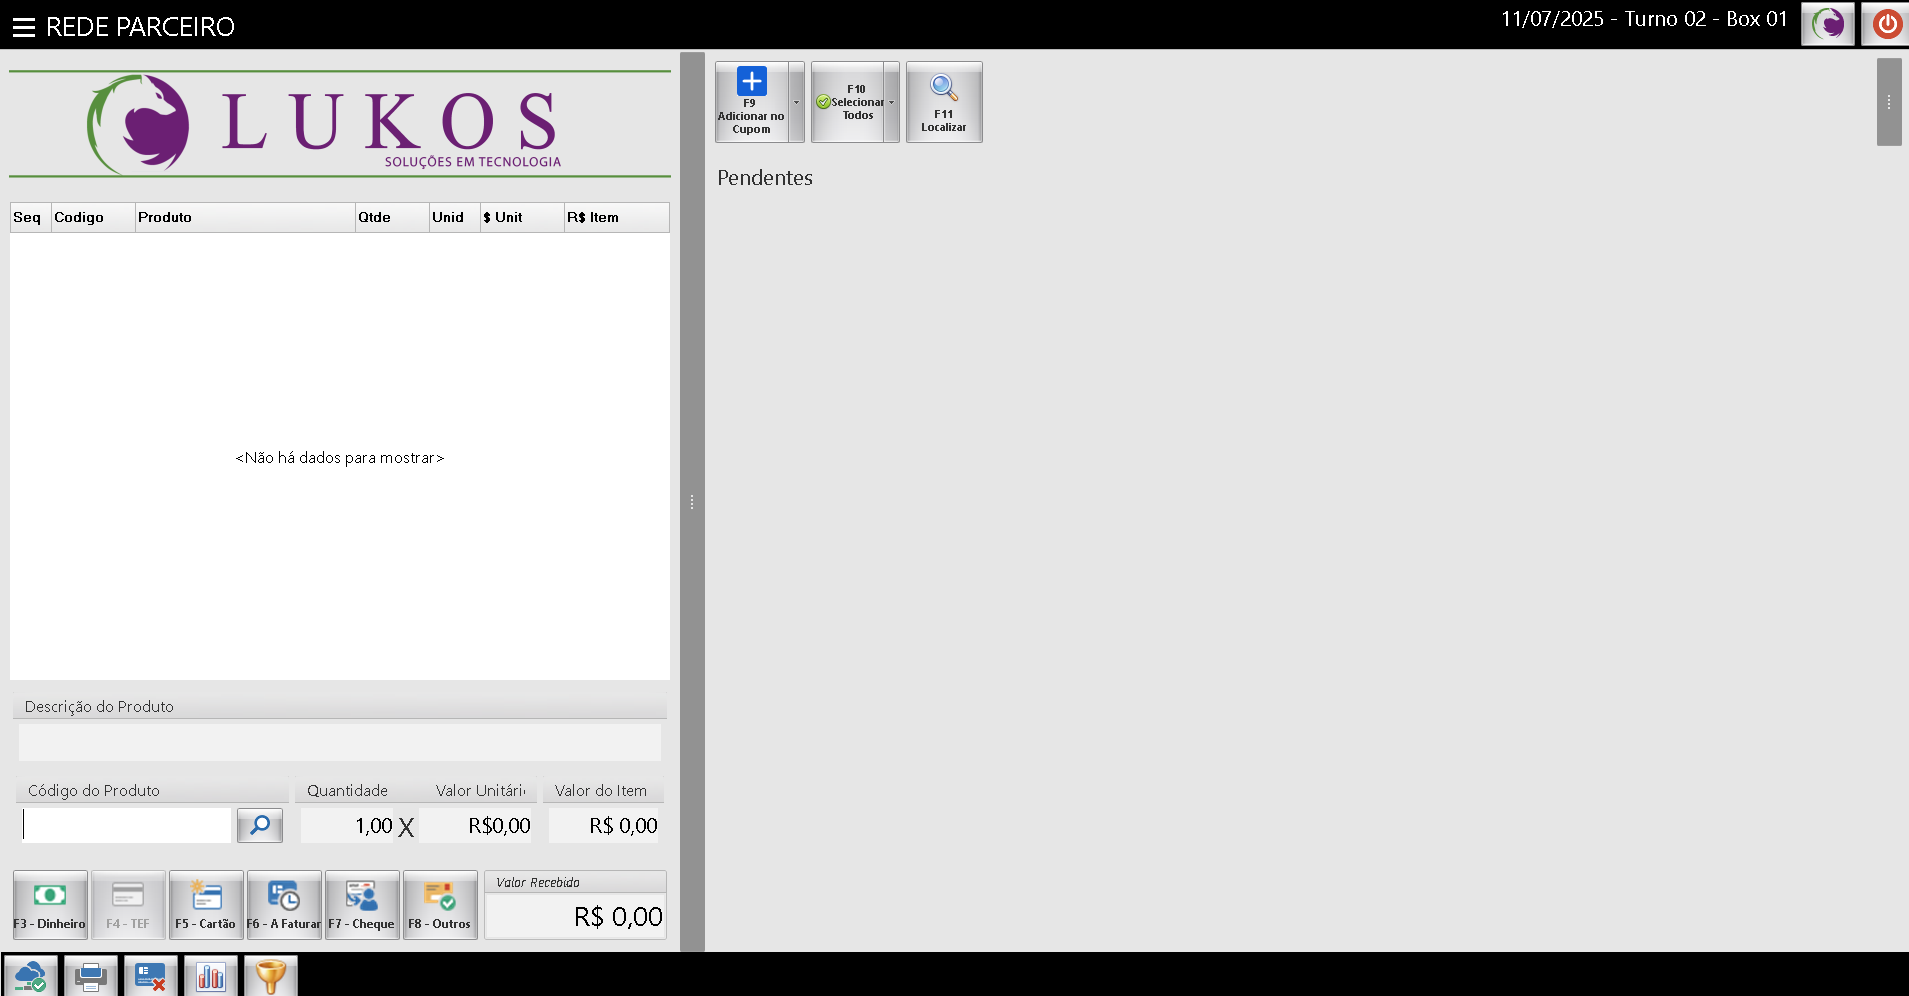 REDE PARCEIRO
11/07/2025 - Turno 02 - Box 01
LUKOS
SOLUÇÕES EM TECNOLOGIA
F9
Adicionar no
Cupom
F10
Selecionar
Todos
F11
Localizar
Pendentes
Seq Codigo Produto Qtde Unid $ Unit R$ Item
<Não há dados para mostrar>
Descrição do Produto
Código do Produto Quantidade Valor Unitári Valor do Item
1,00 X R$0,00 R$ 0,00
F3 - Dinheiro F4 - TEF F5 - Cartão F6 - A Faturar F7 - Cheque F8 - Outros
Valor Recebido
R$ 0,00